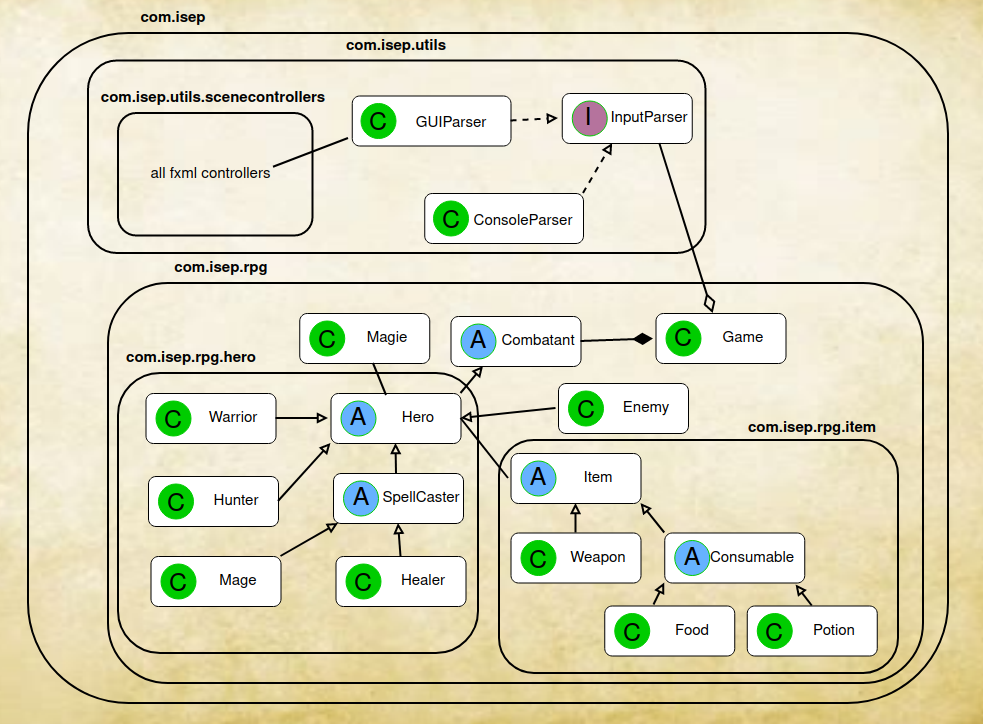 com.isep
com.isep.utils
com.isep.utils.scenecontrollers
C GUIParser
I InputParser
all fxml controllers
C ConsoleParser
com.isep.rpg
C Magie
A Combatant
C Game
com.isep.rpg.hero
C Warrior
A Hero
C Enemy
com.isep.rpg.item
A Item
C Hunter
A SpellCaster
C Weapon
A Consumable
C Mage
C Healer
C Food
C Potion